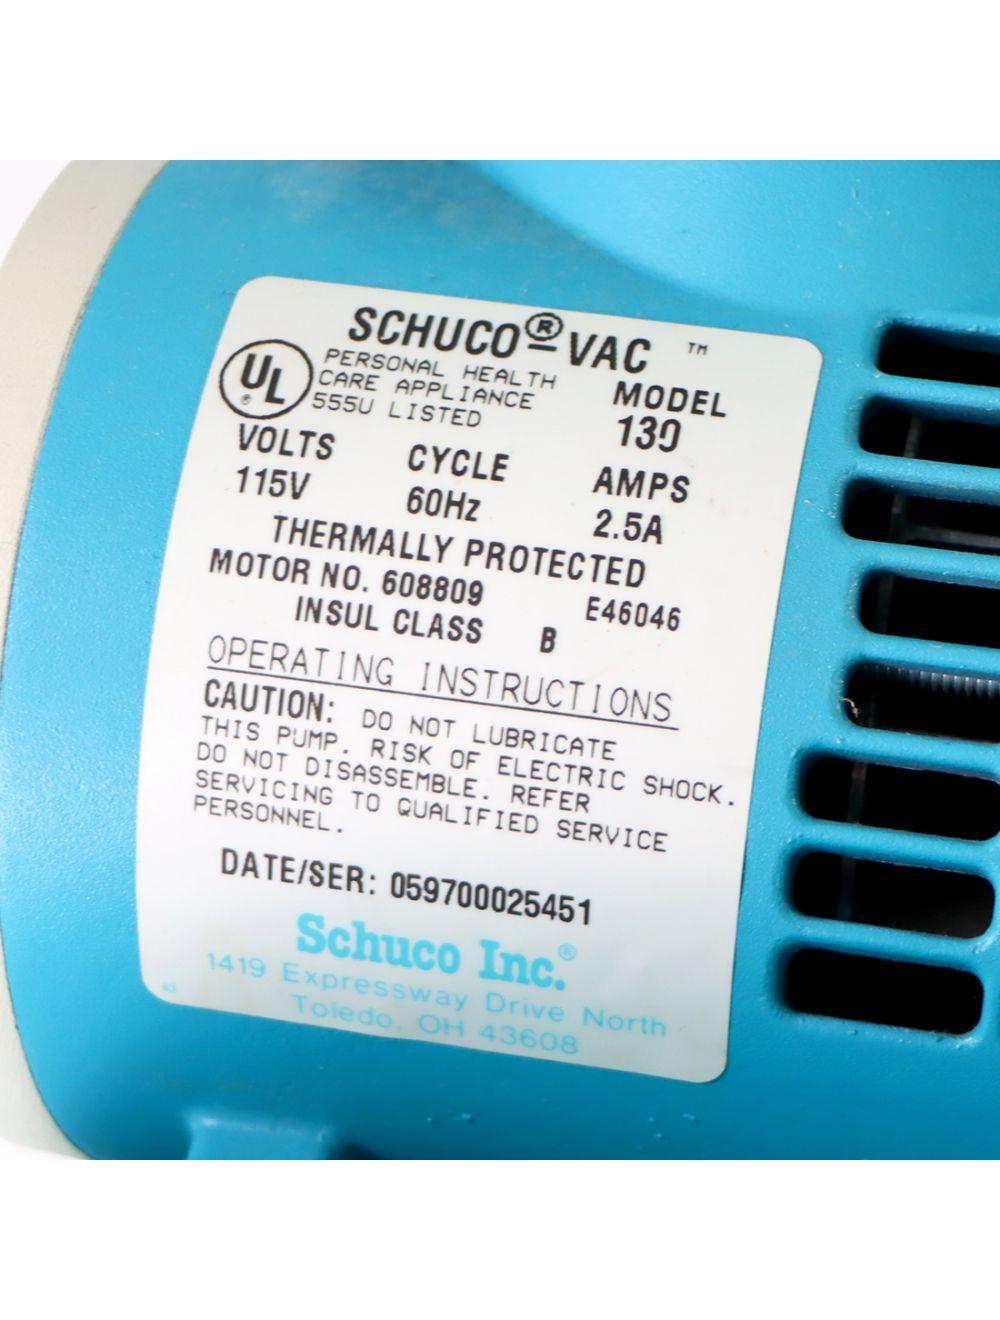 SCHUCO® VAC ™
UL ®
PERSONAL HEALTH
CARE APPLIANCE
555U LISTED
MODEL
130
VOLTS CYCLE AMPS
115V 60Hz 2.5A
THERMALLY PROTECTED
MOTOR NO. 608809 E46046
INSUL CLASS B
OPERATING INSTRUCTIONS
CAUTION: DO NOT LUBRICATE
THIS PUMP. RISK OF ELECTRIC SHOCK.
DO NOT DISASSEMBLE. REFER
SERVICING TO QUALIFIED SERVICE
PERSONNEL.
DATE/SER: 059700025451
Schuco Inc.®
1419 Expressway Drive North
Toledo, OH 43608